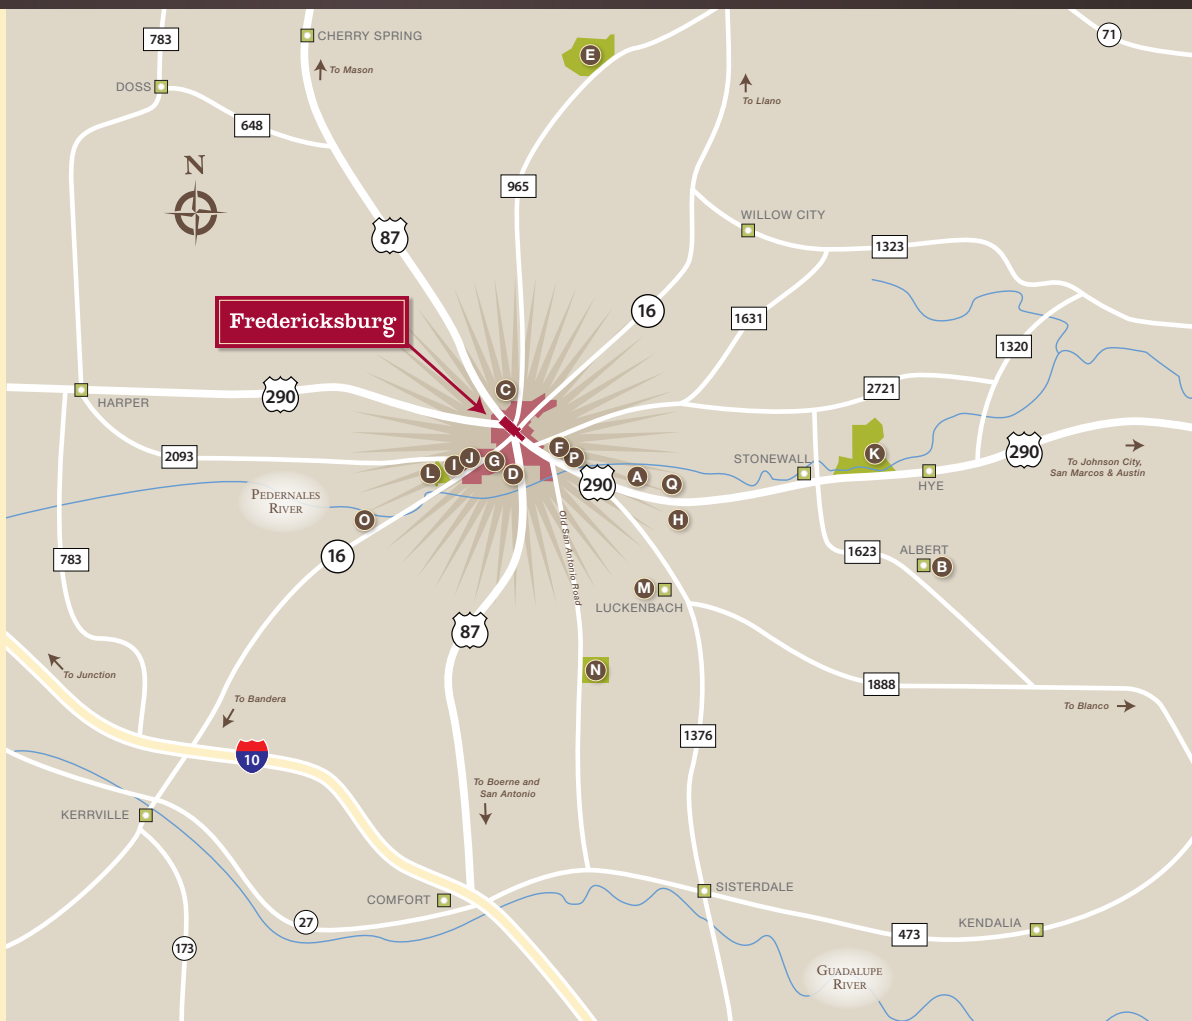 783
CHERRY SPRING
E
71
To Mason
DOSS
To Llano
648
N
965
WILLOW CITY
87
1323
Fredericksburg
16
1631
1320
C
2721
290
HARPER
2093
F
P
L
I
J
G
D
290
A
Q
STONEWALL
K
290
To Johnson City,
San Marcos & Austin
HYE
PEDERNALES
RIVER
O
H
Old San Antonio Road
16
783
1623
ALBERT
B
M
LUCKENBACH
87
N
To Junction
1888
To Bandera
To Blanco
1376
10
To Boerne and
San Antonio
KERRVILLE
COMFORT
SISTERDALE
27
KENDALIA
473
173
GUADALUPE
RIVER